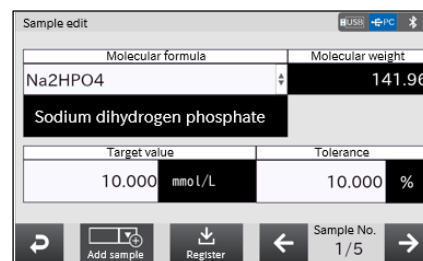 Sample edit USB PC
Molecular formula Molecular weight
Na2HPO4 141.96
Sodium dihydrogen phosphate
Target value Tolerance
10.000 mmol/L 10.000 %
Add sample Register Sample No. 1/5